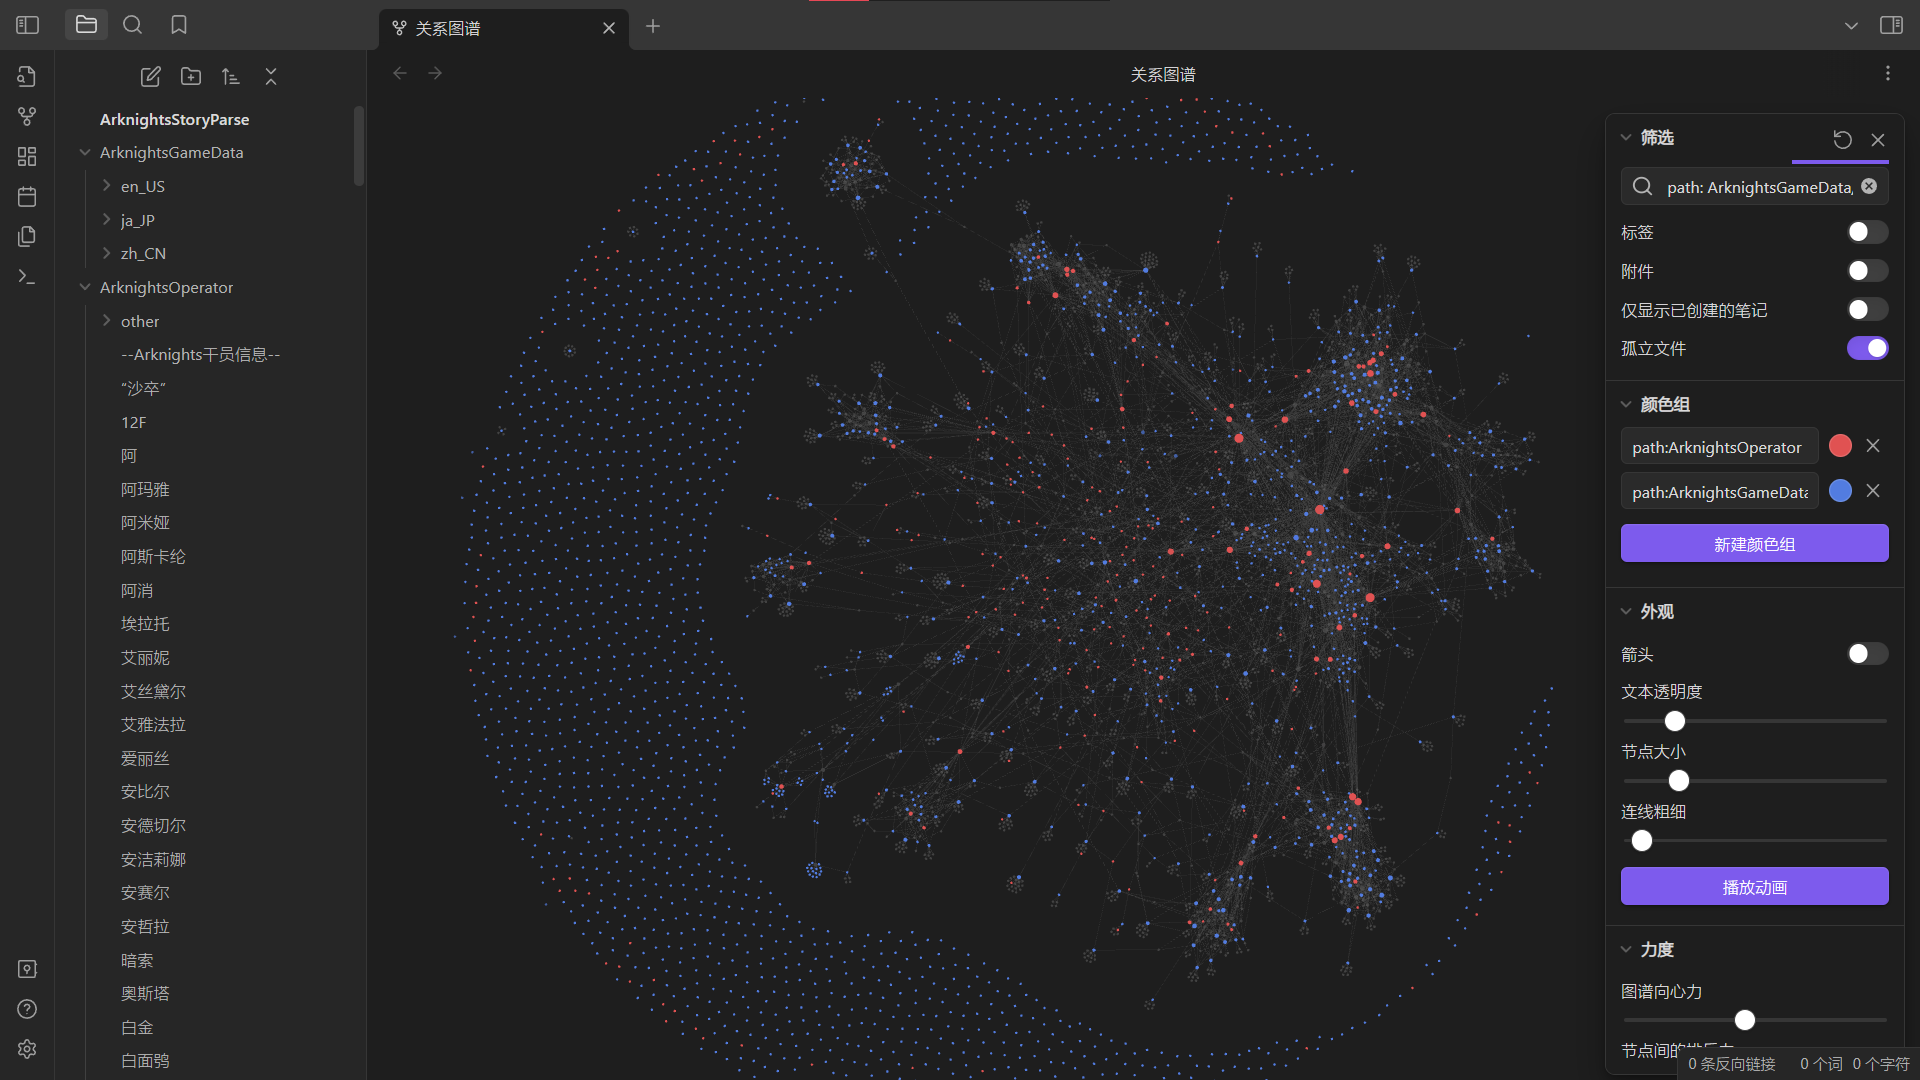 关系图谱
关系图谱
ArknightsStoryParse
ArknightsGameData
en_US
ja_JP
zh_CN
ArknightsOperator
other
--Arknights干员信息--
“沙卒”
12F
阿
阿玛雅
阿米娅
阿斯卡纶
阿消
埃拉托
艾丽妮
艾丝黛尔
艾雅法拉
爱丽丝
安比尔
安德切尔
安洁莉娜
安赛尔
安哲拉
暗索
奥斯塔
白金
白面鸮
筛选
path: ArknightsGameData,
标签
附件
仅显示已创建的笔记
孤立文件
颜色组
path:ArknightsOperator
path:ArknightsGameData
新建颜色组
外观
箭头
文本透明度
节点大小
连线粗细
播放动画
力度
图谱向心力
节点间的排斥力
0 条反向链接 0 个词 0 个字符